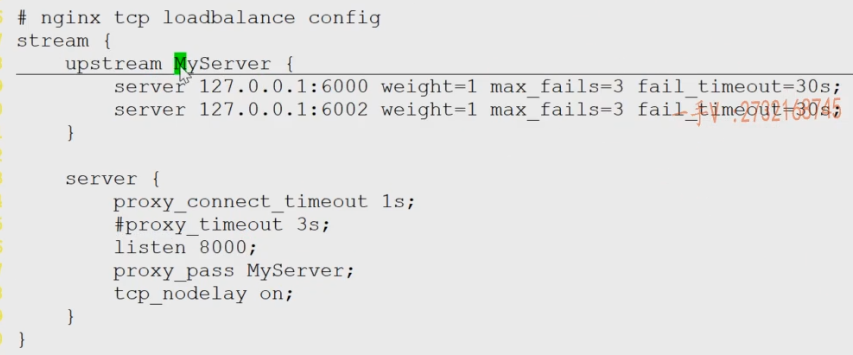 # nginx tcp loadbalance config
stream {
upstream MyServer {
server 127.0.0.1:6000 weight=1 max_fails=3 fail_timeout=30s;
server 127.0.0.1:6002 weight=1 max_fails=3 fail_timeout=30s;
}
server {
proxy_connect_timeout 1s;
#proxy_timeout 3s;
listen 8000;
proxy_pass MyServer;
tcp_nodelay on;
}
}